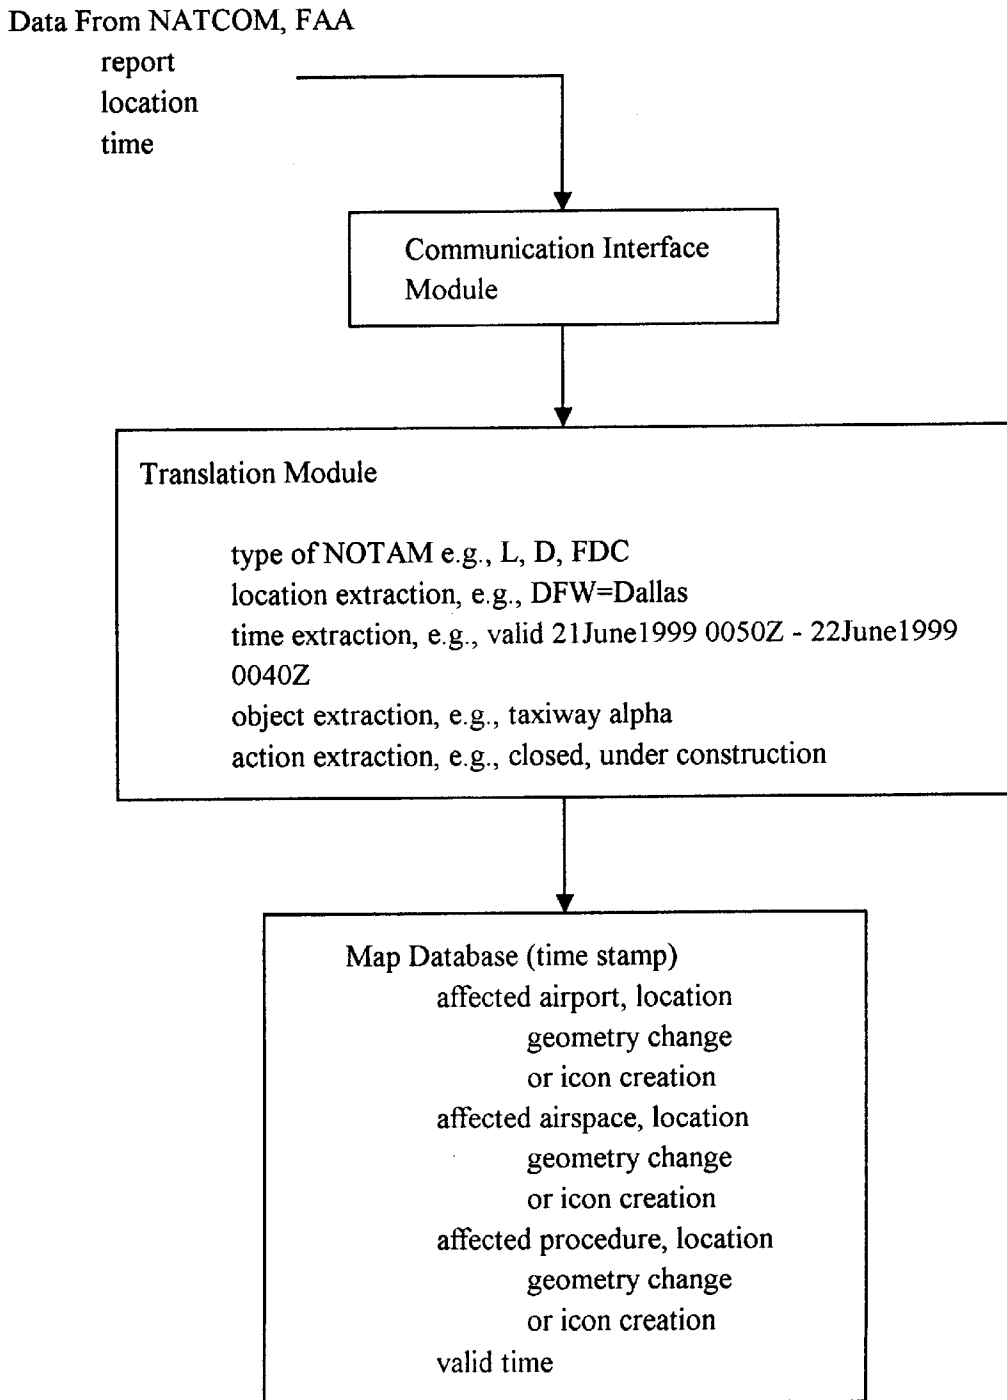 Data From NATCOM, FAA
report
location
time
Communication Interface
Module
Translation Module
type of NOTAM e.g., L, D, FDC
location extraction, e.g., DFW=Dallas
time extraction, e.g., valid 21June1999 0050Z - 22June1999
0040Z
object extraction, e.g., taxiway alpha
action extraction, e.g., closed, under construction
Map Database (time stamp)
affected airport, location
geometry change
or icon creation
affected airspace, location
geometry change
or icon creation
affected procedure, location
geometry change
or icon creation
valid time